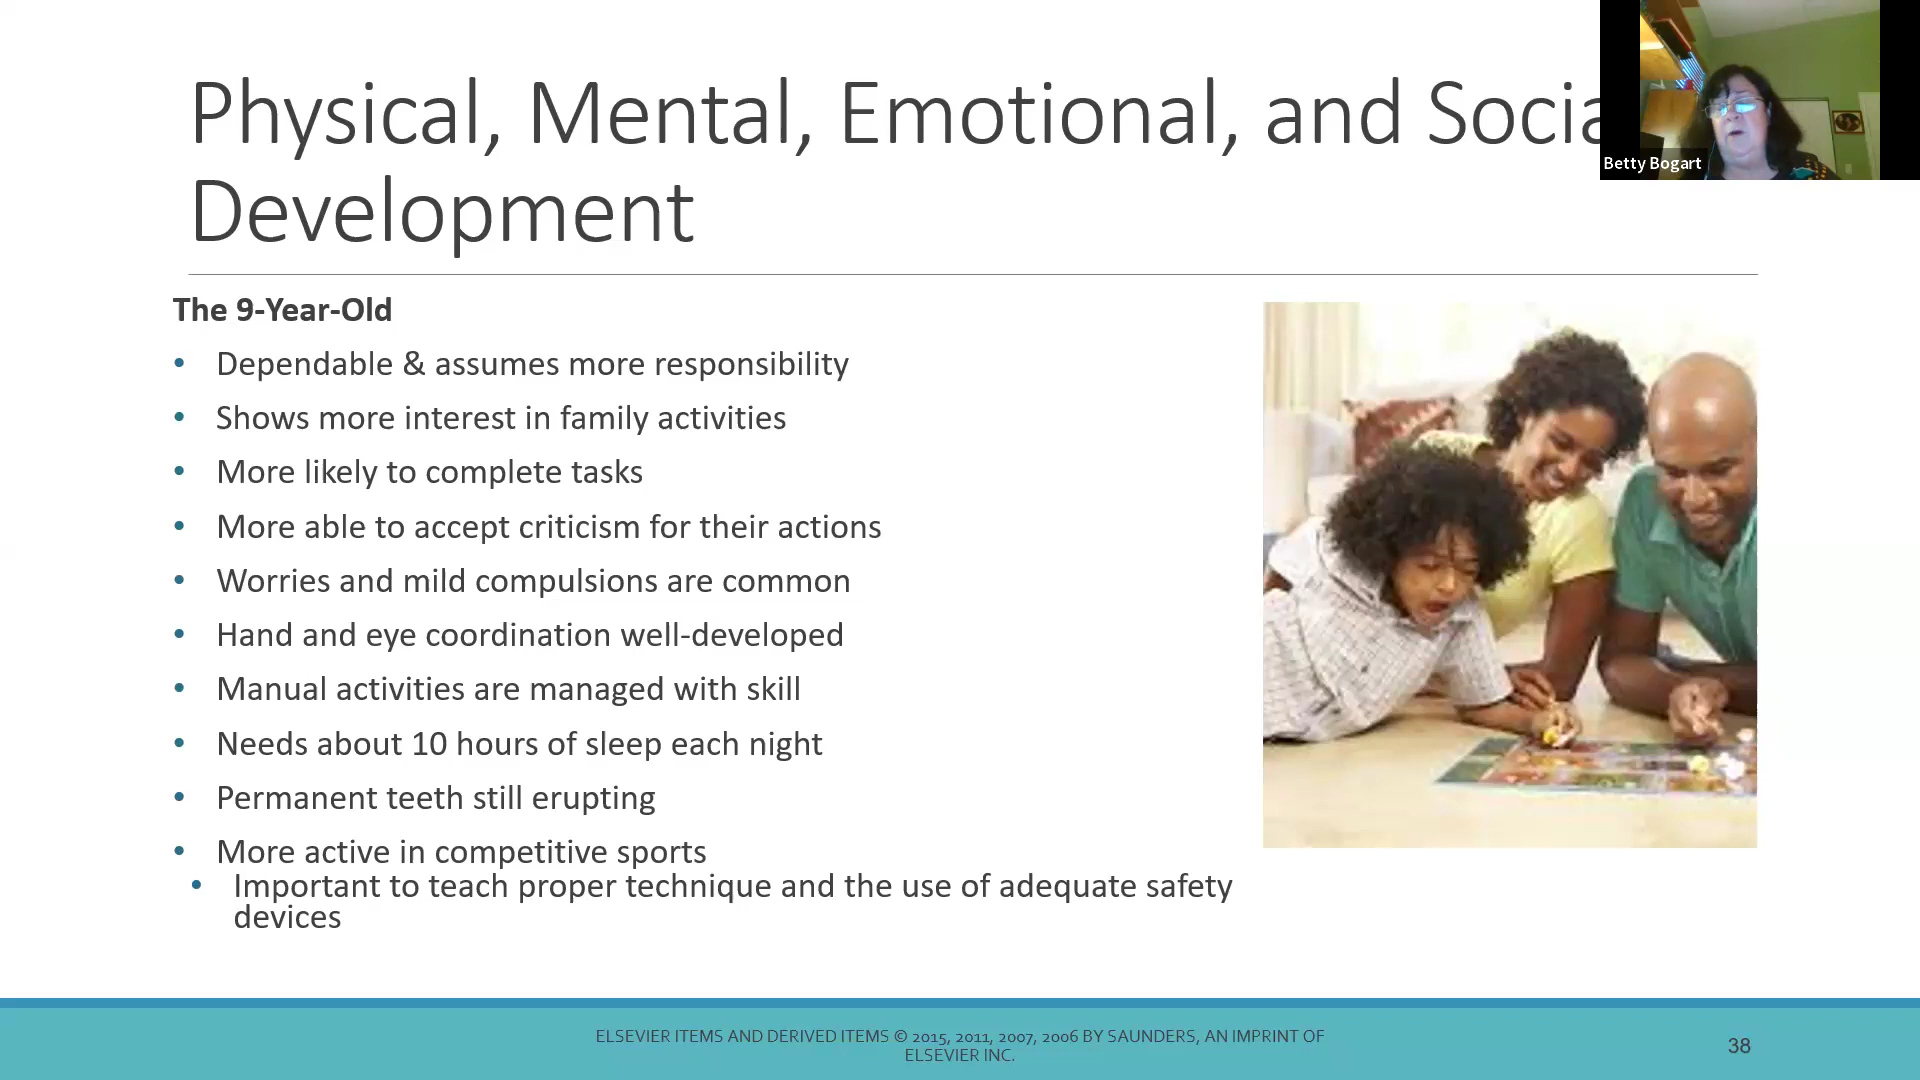 Physical, Mental, Emotional, and Socia
Development
Betty Bogart
The 9-Year-Old
• Dependable & assumes more responsibility
• Shows more interest in family activities
• More likely to complete tasks
• More able to accept criticism for their actions
• Worries and mild compulsions are common
• Hand and eye coordination well-developed
• Manual activities are managed with skill
• Needs about 10 hours of sleep each night
• Permanent teeth still erupting
• More active in competitive sports
• Important to teach proper technique and the use of adequate safety
devices
ELSEVIER ITEMS AND DERIVED ITEMS © 2015, 2011, 2007, 2006 BY SAUNDERS, AN IMPRINT OF
ELSEVIER INC.
38